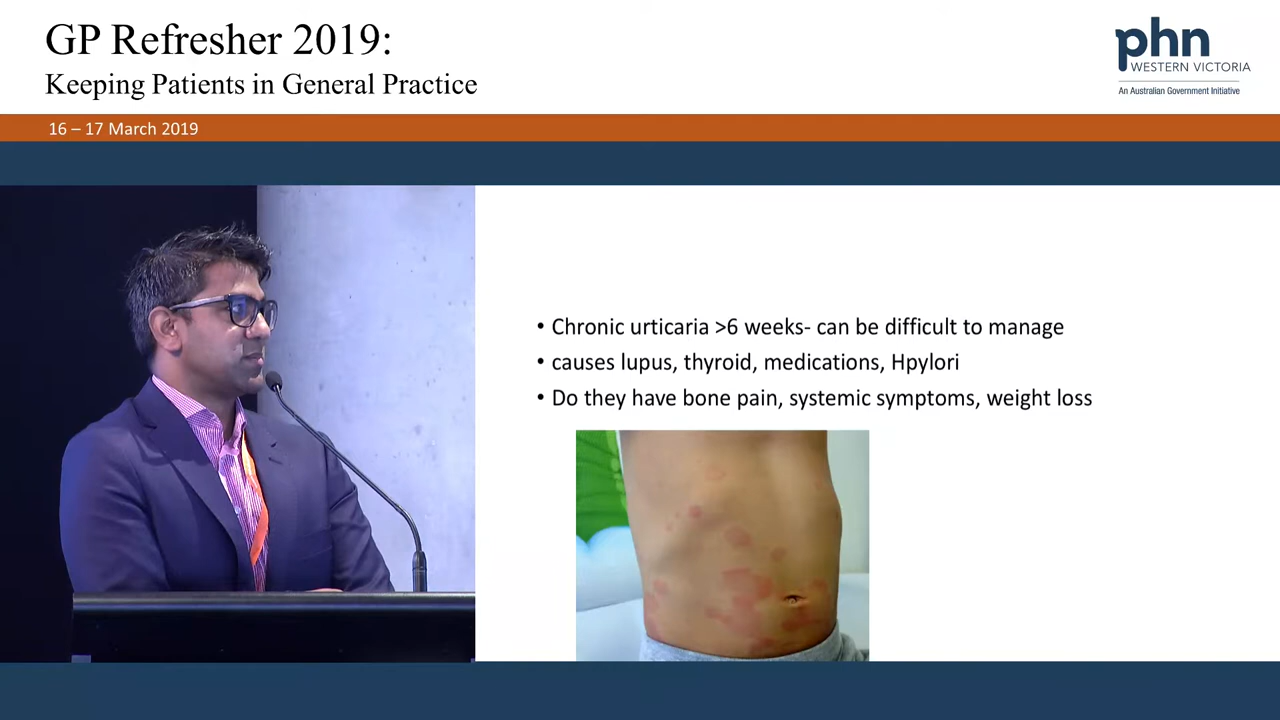 GP Refresher 2019:
Keeping Patients in General Practice
phn
WESTERN VICTORIA
An Australian Government Initiative
16 – 17 March 2019
• Chronic urticaria >6 weeks- can be difficult to manage
• causes lupus, thyroid, medications, Hpylori
• Do they have bone pain, systemic symptoms, weight loss